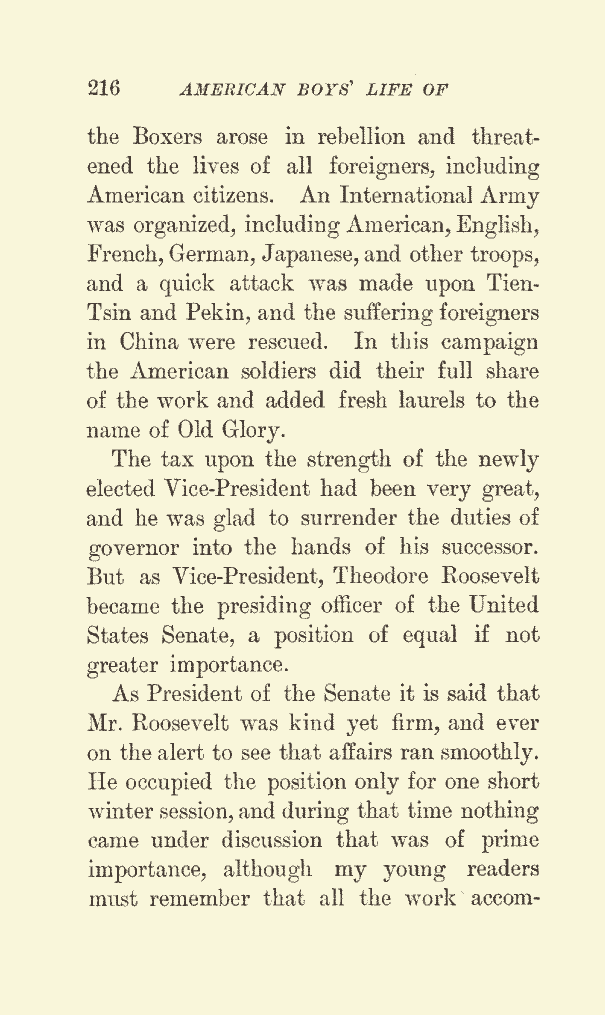 216 AMERICAN BOYS' LIFE OF
the Boxers arose in rebellion and threat-
ened the lives of all foreigners, including
American citizens. An International Army
was organized, including American, English,
French, German, Japanese, and other troops,
and a quick attack was made upon Tien-
Tsin and Pekin, and the suffering foreigners
in China were rescued. In this campaign
the American soldiers did their full share
of the work and added fresh laurels to the
name of Old Glory.
The tax upon the strength of the newly
elected Vice-President had been very great,
and he was glad to surrender the duties of
governor into the hands of his successor.
But as Vice-President, Theodore Roosevelt
became the presiding officer of the United
States Senate, a position of equal if not
greater importance.
As President of the Senate it is said that
Mr. Roosevelt was kind yet firm, and ever
on the alert to see that affairs ran smoothly.
He occupied the position only for one short
winter session, and during that time nothing
came under discussion that was of prime
importance, although my young readers
must remember that all the work accom-